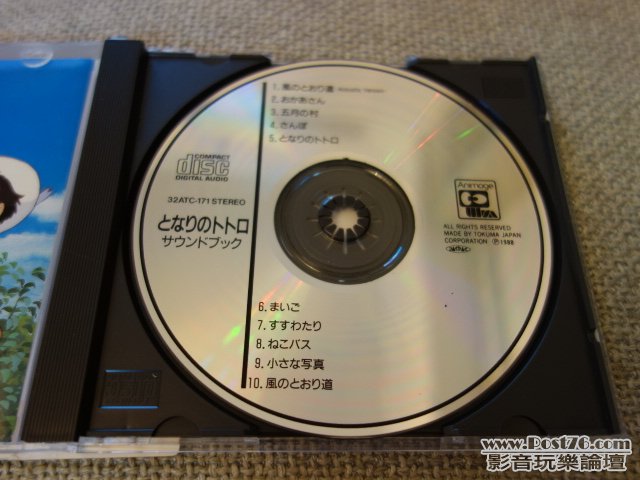 1. 風のとおり道
2. おかあさん
3. 五月の村
4. さんぽ
5. となりのトトロ
COMPACT
disc
DIGITAL AUDIO
32ATC-171 STEREO
となりのトトロ
サウンドブック
Animage
ALL RIGHTS RESERVED
MADE BY TOKUMA JAPAN
CORPORATION Ⓟ1988
6. まいご
7. すすわたり
8. ねこバス
9. 小さな写真
10. 風のとおり道
www.Post76.com
影音玩樂論壇